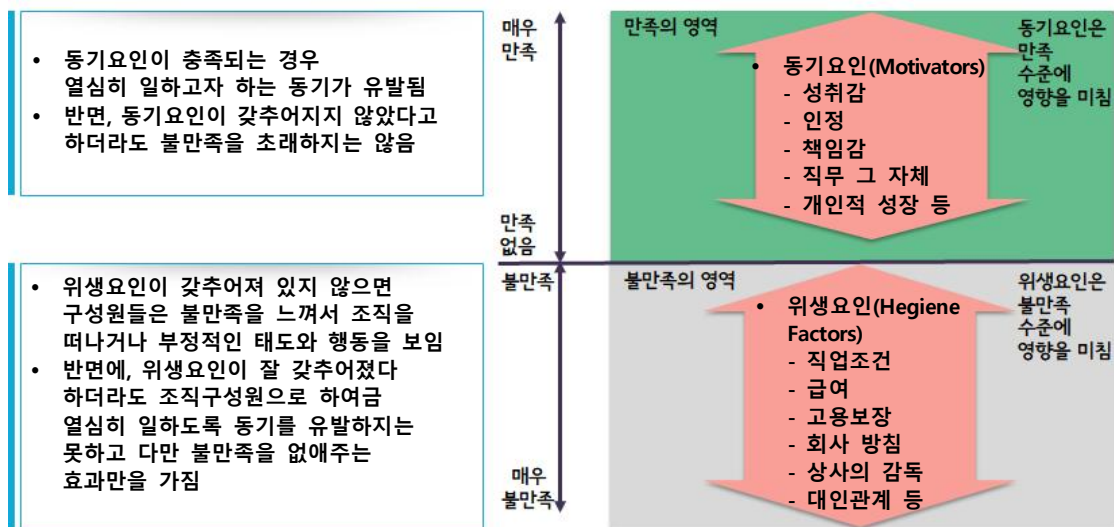 • 동기요인이 충족되는 경우
열심히 일하고자 하는 동기가 유발됨
• 반면, 동기요인이 갖추어지지 않았다고
하더라도 불만족을 초래하지는 않음
매우
만족
만족의 영역
• 동기요인(Motivators)
- 성취감
- 인정
- 책임감
- 직무 그 자체
- 개인적 성장 등
동기요인은
만족
수준에
영향을 미침
만족
없음
• 위생요인이 갖추어져 있지 않으면
구성원들은 불만족을 느껴서 조직을
떠나거나 부정적인 태도와 행동을 보임
• 반면에, 위생요인이 잘 갖추어졌다
하더라도 조직구성원으로 하여금
열심히 일하도록 동기를 유발하지는
못하고 다만 불만족을 없애주는
효과만을 가짐
불만족
불만족의 영역
• 위생요인(Hegiene
Factors)
- 직업조건
- 급여
- 고용보장
- 회사 방침
- 상사의 감독
- 대인관계 등
위생요인은
불만족
수준에
영향을 미침
매우
불만족